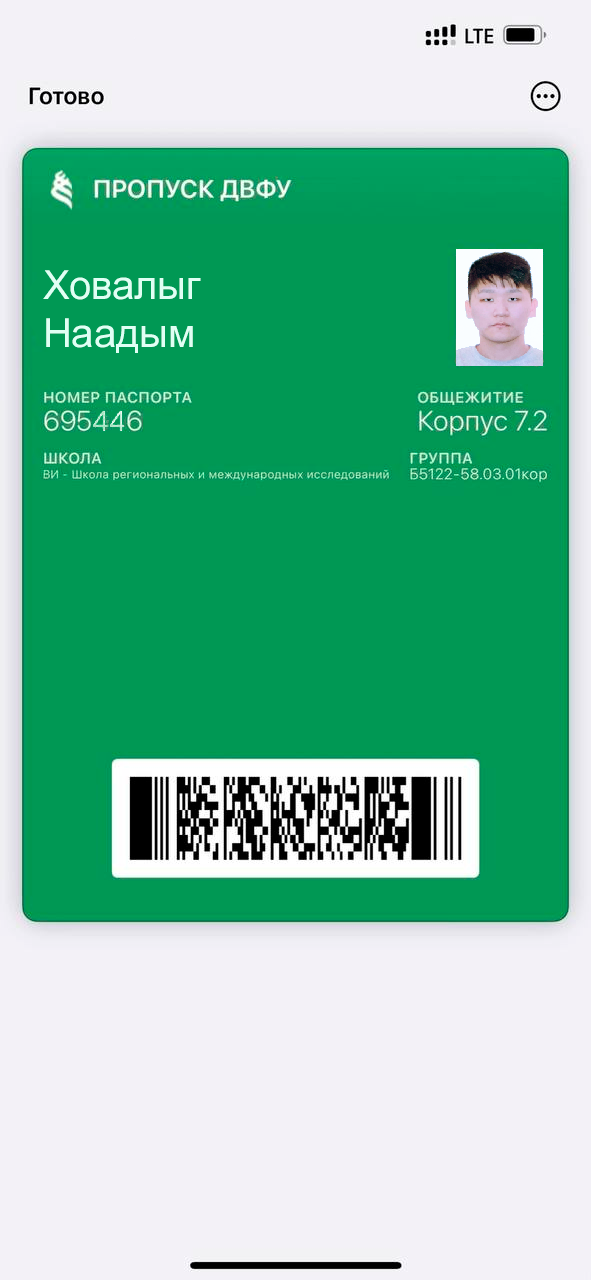 LTE
Готово
ПРОПУСК ДВФУ
Ховалыг
Наадым
НОМЕР ПАСПОРТА
ОБЩЕЖИТИЕ
695446
Корпус 7.2
ШКОЛА
ГРУППА
ВИ - Школа региональных и международных исследований
Б5122-58.03.01кор